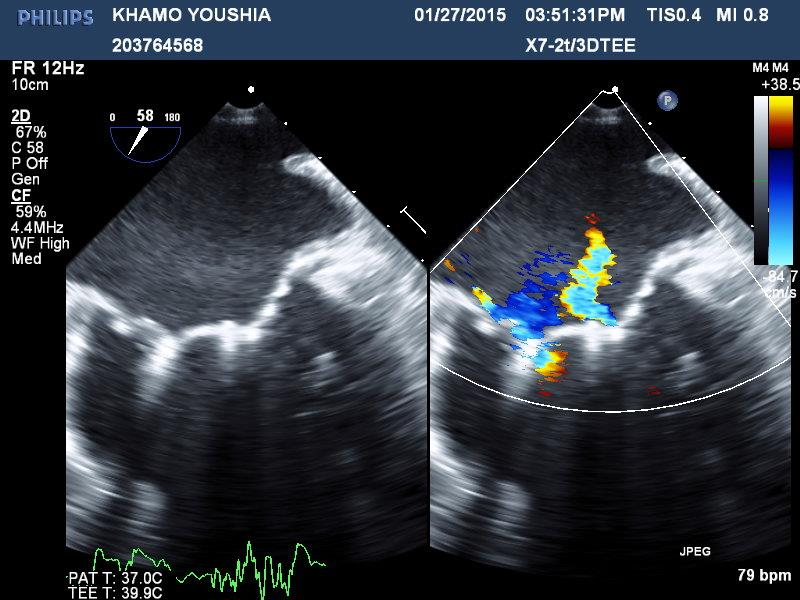 PHILIPS KHAMO YOUSHIA 01/27/2015 03:51:31PM TIS0.4 MI 0.8
203764568 X7-2t/3DTEE
FR 12Hz
10cm
2D
67%
C 58
P Off
Gen
CF
59%
4.4MHz
WF High
Med
0 58 180
P
M4 M4
+38.5
-84.7
cm/s
JPEG
PAT T: 37.0C
TEE T: 39.9C
79 bpm